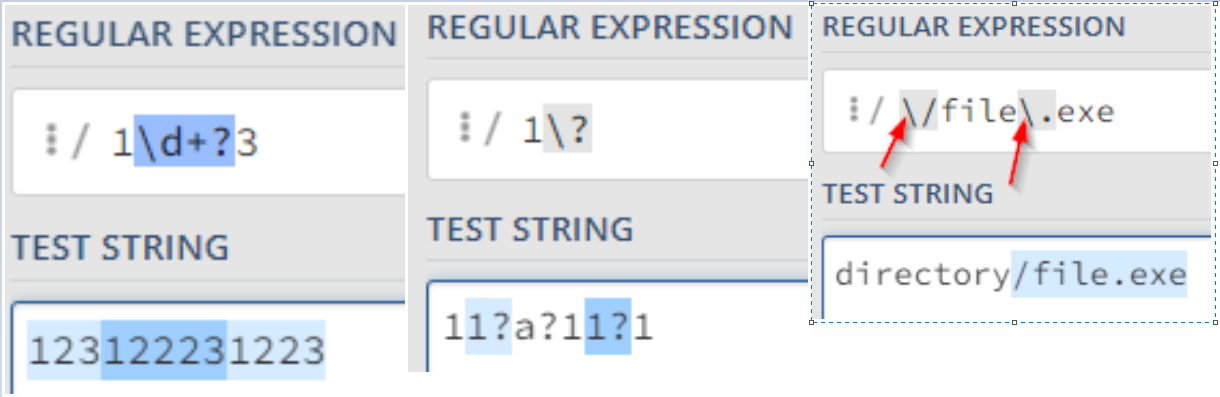 REGULAR EXPRESSION
/ 1\d+?3
TEST STRING
123122231223
REGULAR EXPRESSION
/ 1\?
TEST STRING
11?a?11?1
REGULAR EXPRESSION
/ \/file\.exe
TEST STRING
directory/file.exe